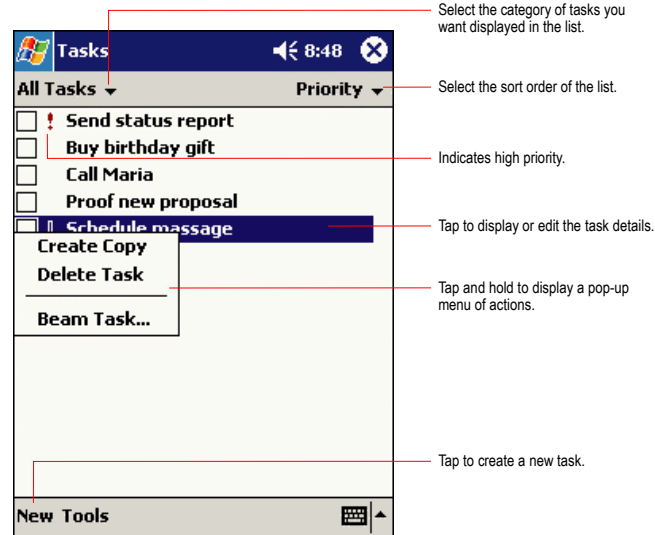 Select the category of tasks you
want displayed in the list.
Tasks 8:48
All Tasks Priority
Select the sort order of the list.
! Send status report
Buy birthday gift
Indicates high priority.
Call Maria
Proof new proposal
Schedule massage
Tap to display or edit the task details.
Create Copy
Delete Task
Tap and hold to display a pop-up
menu of actions.
Beam Task...
Tap to create a new task.
New Tools